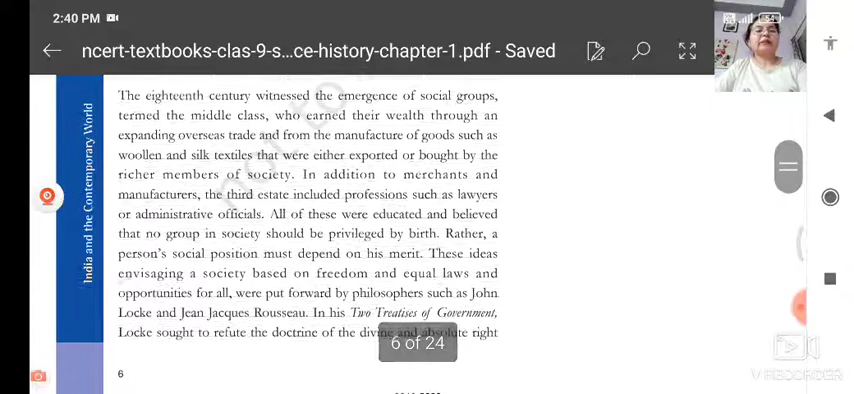 2:40 PM
54
ncert-textbooks-clas-9-s...ce-history-chapter-1.pdf - Saved
not to
India and the Contemporary World
The eighteenth century witnessed the emergence of social groups,
termed the middle class, who earned their wealth through an
expanding overseas trade and from the manufacture of goods such as
woollen and silk textiles that were either exported or bought by the
richer members of society. In addition to merchants and
manufacturers, the third estate included professions such as lawyers
or administrative officials. All of these were educated and believed
that no group in society should be privileged by birth. Rather, a
person's social position must depend on his merit. These ideas
envisaging a society based on freedom and equal laws and
opportunities for all, were put forward by philosophers such as John
Locke and Jean Jacques Rousseau. In his Two Treatises of Government,
Locke sought to refute the doctrine of the divine and absolute right
6 of 24
6
VIRECORDER